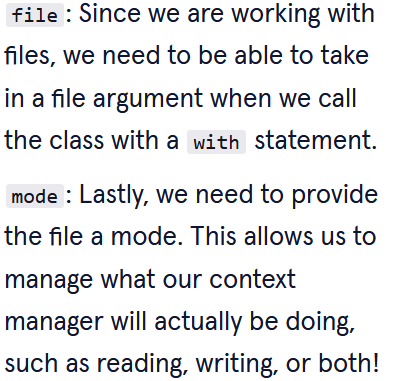 file: Since we are working with
files, we need to be able to take
in a file argument when we call
the class with a with statement.
mode: Lastly, we need to provide
the file a mode. This allows us to
manage what our context
manager will actually be doing,
such as reading, writing, or both!